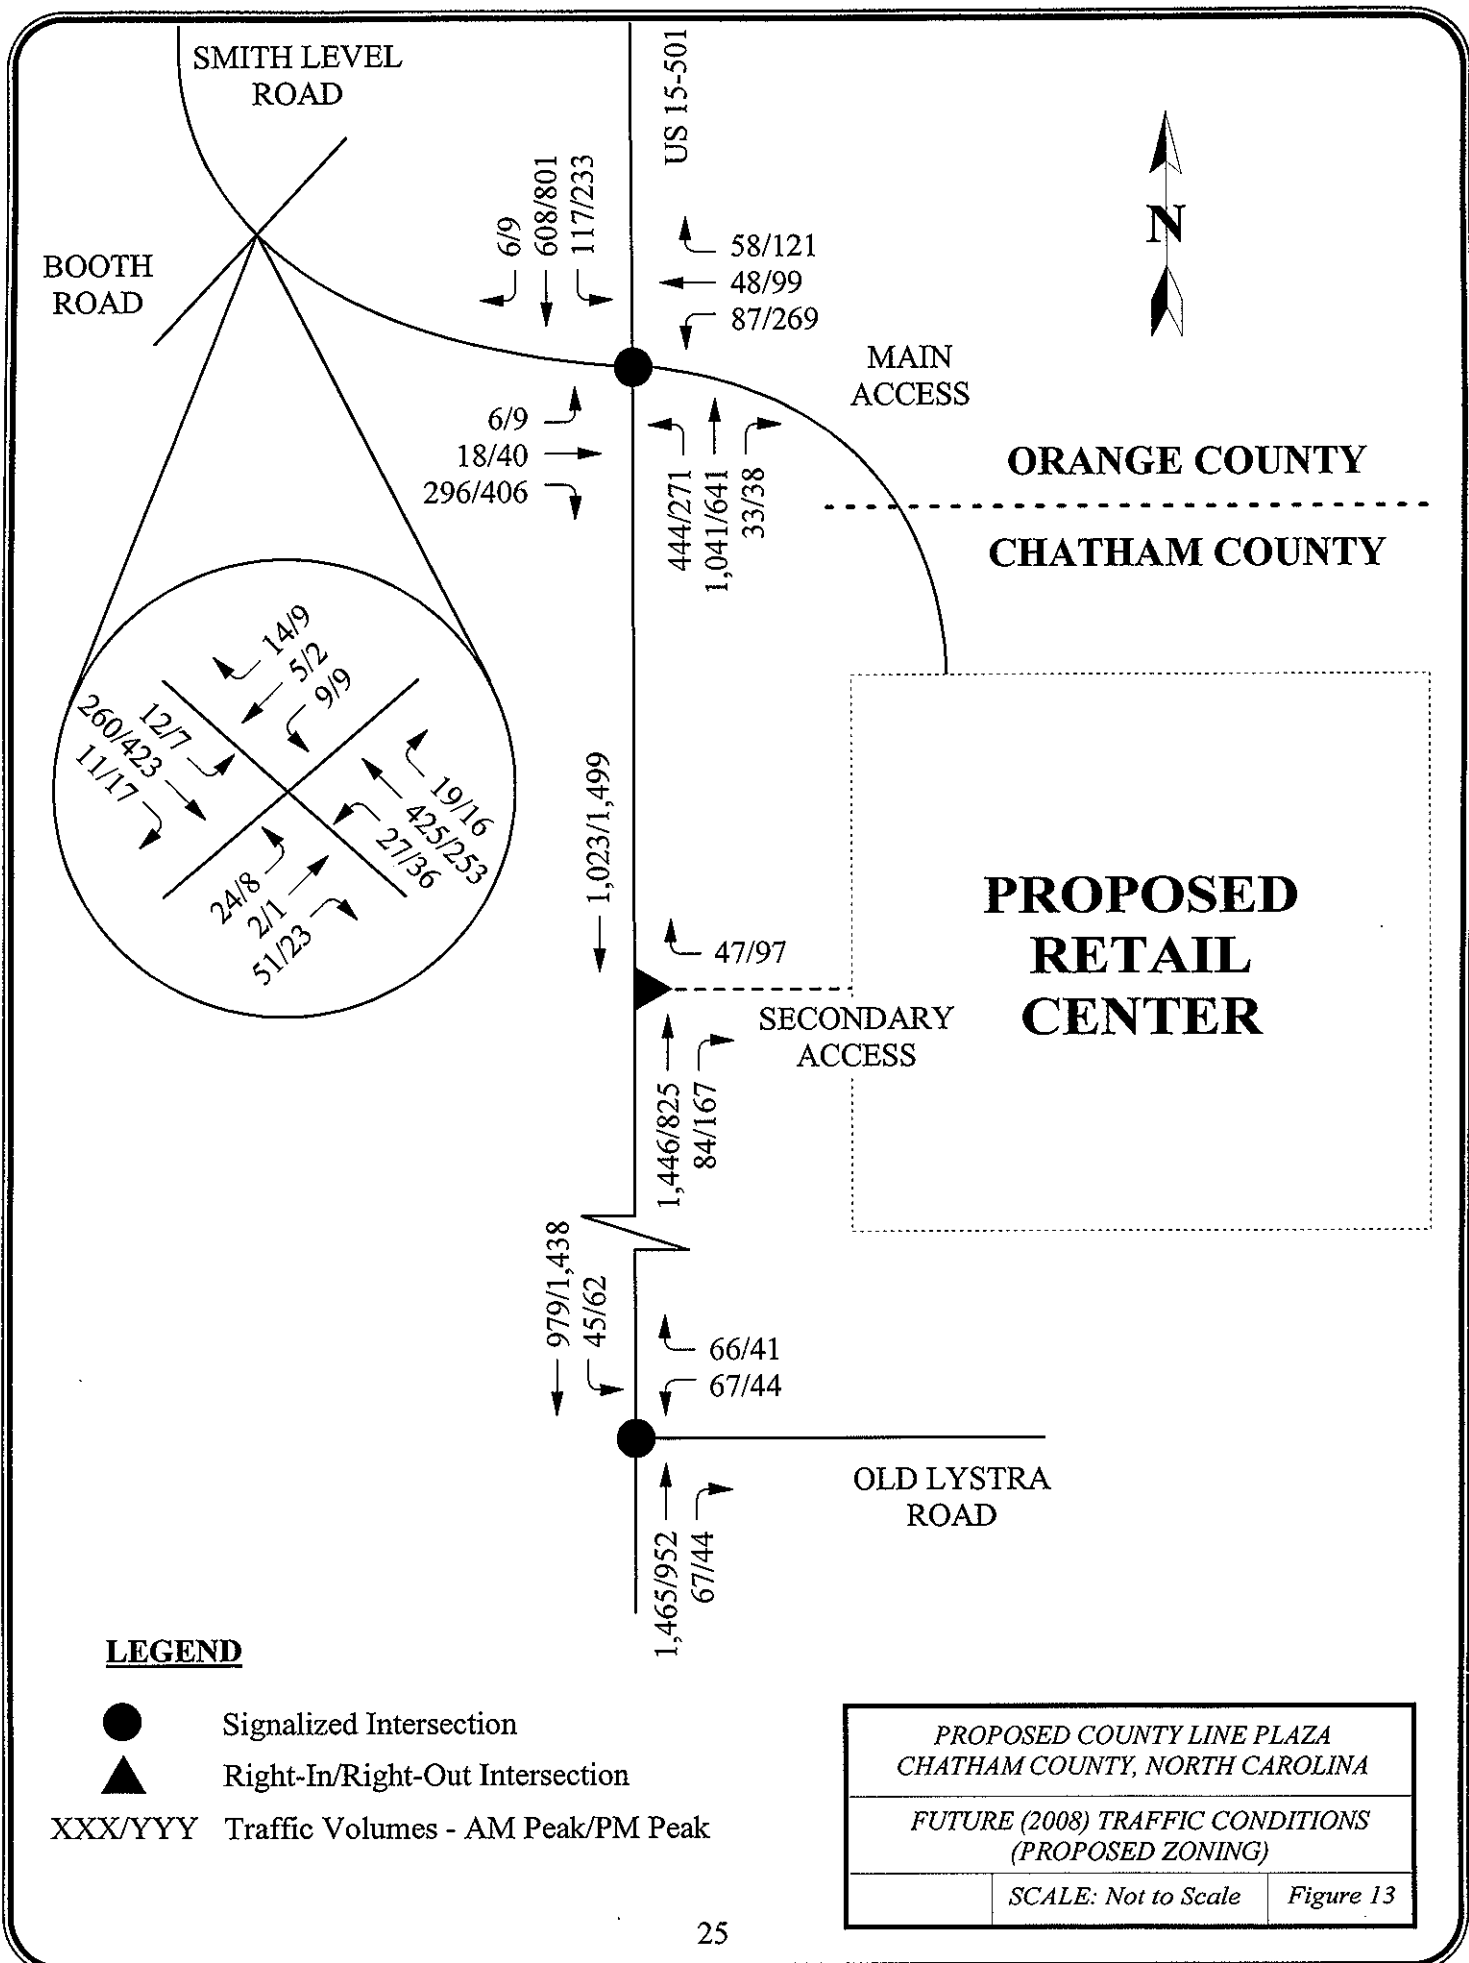 SMITH LEVEL
ROAD
US 15-501
6/9
608/801
117/233
58/121
48/99
87/269
N
BOOTH
ROAD
MAIN
ACCESS
6/9
18/40
296/406
444/271
1,041/641
33/38
ORANGE COUNTY
CHATHAM COUNTY
14/9
5/2
9/9
12/7
260/423
11/17
19/16
425/253
27/36
24/8
2/1
51/23
1,023/1,499
47/97
SECONDARY
ACCESS
PROPOSED
RETAIL
CENTER
1,446/825
84/167
979/1,438
45/62
66/41
67/44
OLD LYSTRA
ROAD
1,465/952
67/44
LEGEND
Signalized Intersection
Right-In/Right-Out Intersection
XXX/YYY Traffic Volumes - AM Peak/PM Peak
PROPOSED COUNTY LINE PLAZA
CHATHAM COUNTY, NORTH CAROLINA
FUTURE (2008) TRAFFIC CONDITIONS
(PROPOSED ZONING)
SCALE: Not to Scale
Figure 13
25